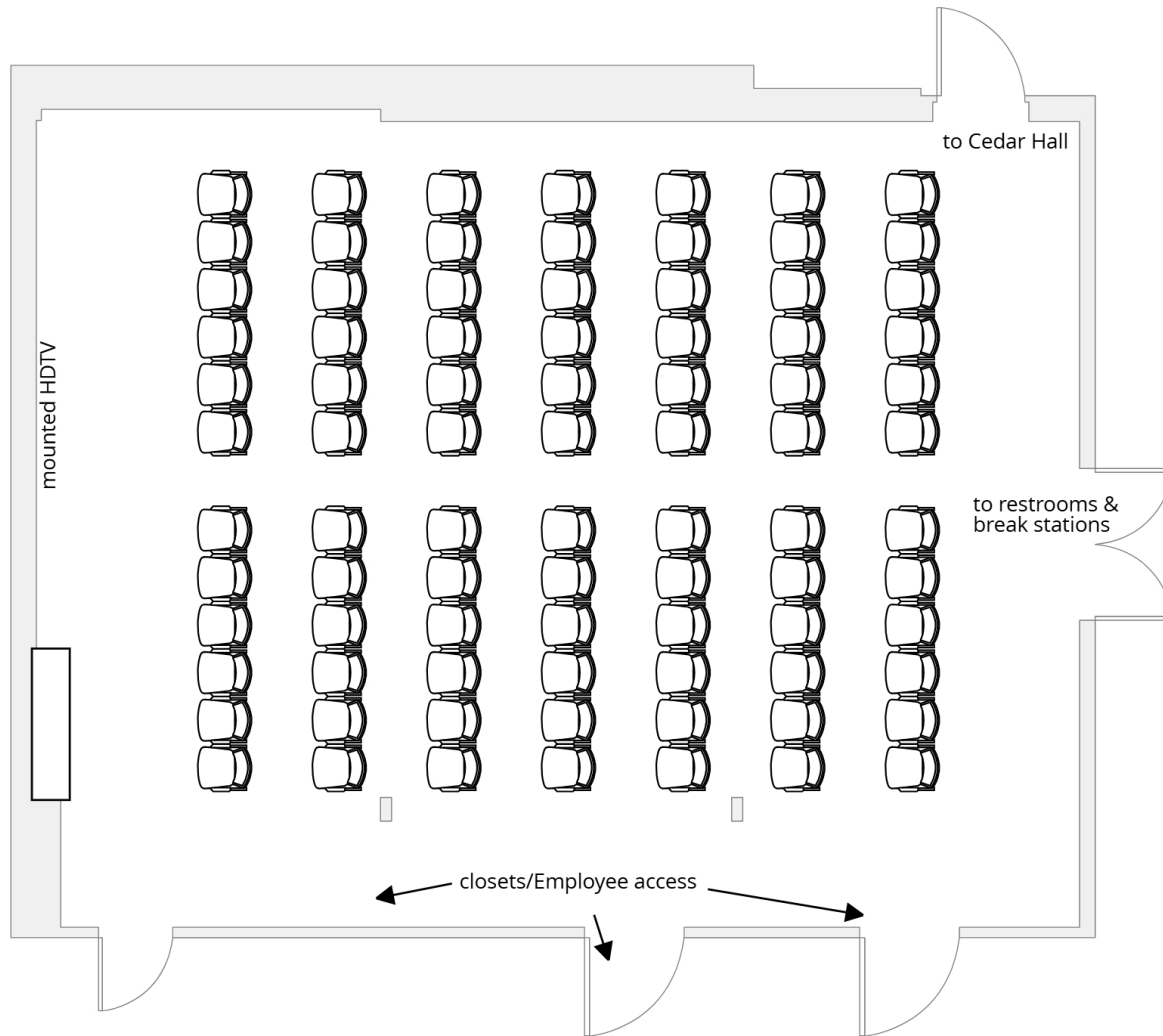 to Cedar Hall
mounted HDTV
to restrooms &
break stations
closets/Employee access